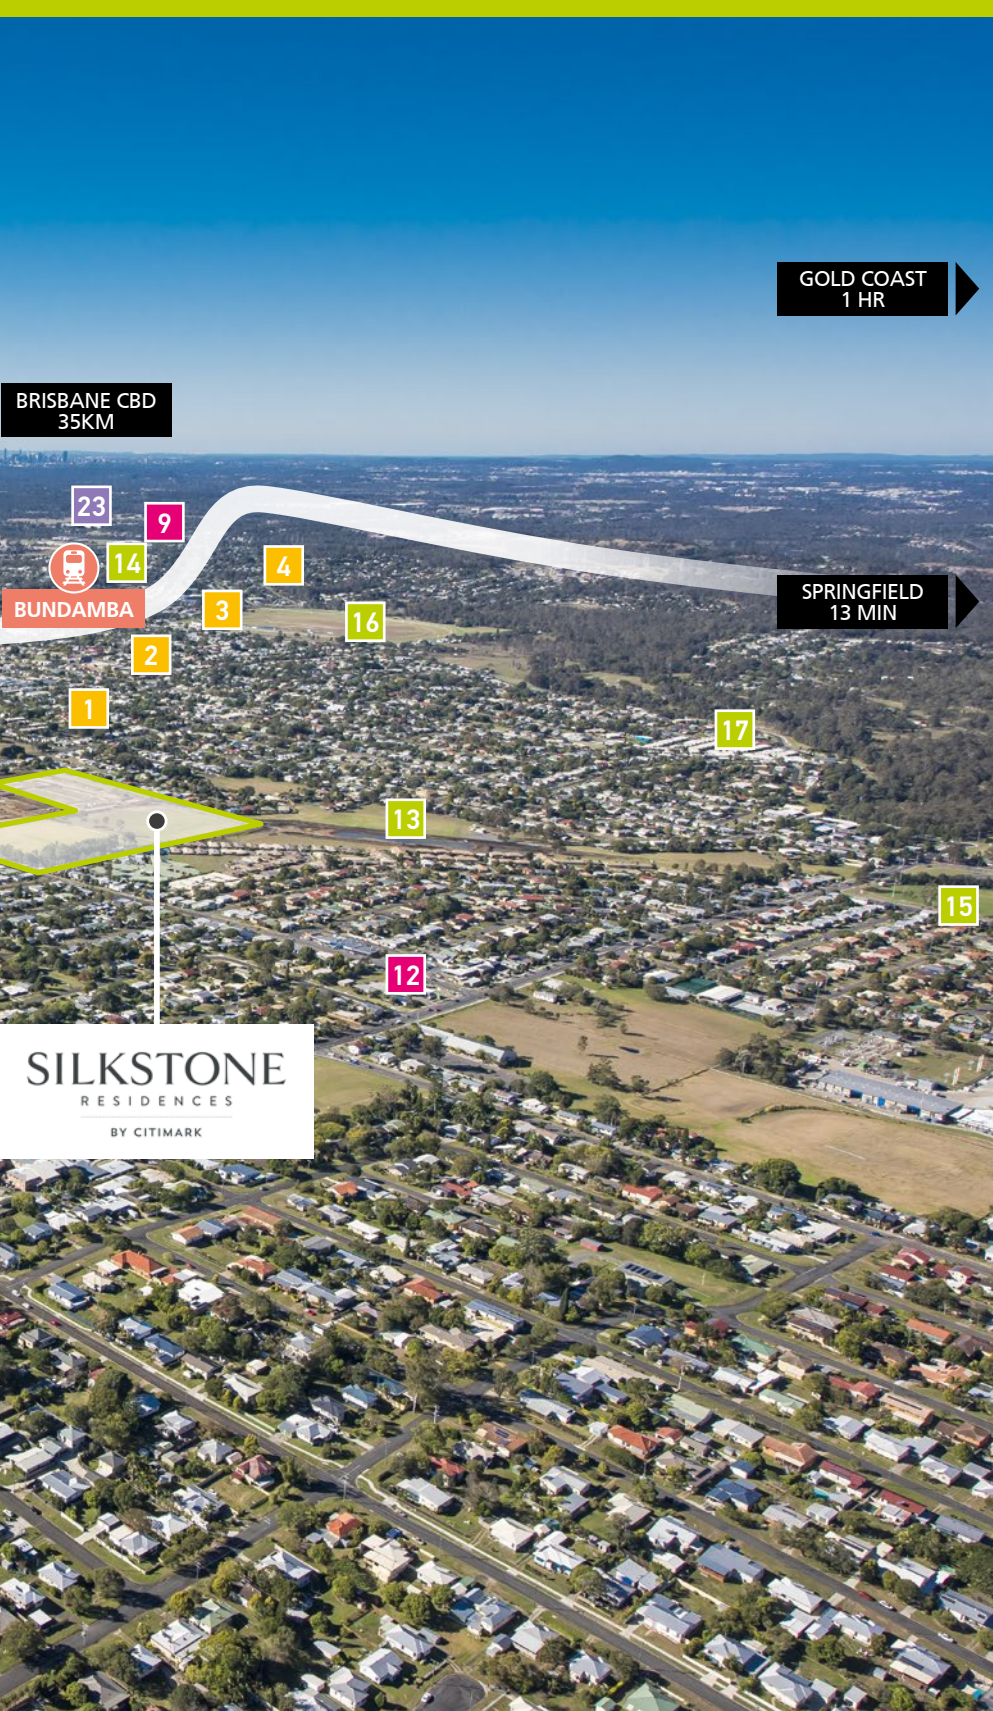 GOLD COAST
1 HR
BRISBANE CBD
35KM
23
9
14
4
BUNDAMBA
3
16
SPRINGFIELD
13 MIN
2
1
17
13
15
12
SILKSTONE
RESIDENCES
BY CITIMARK